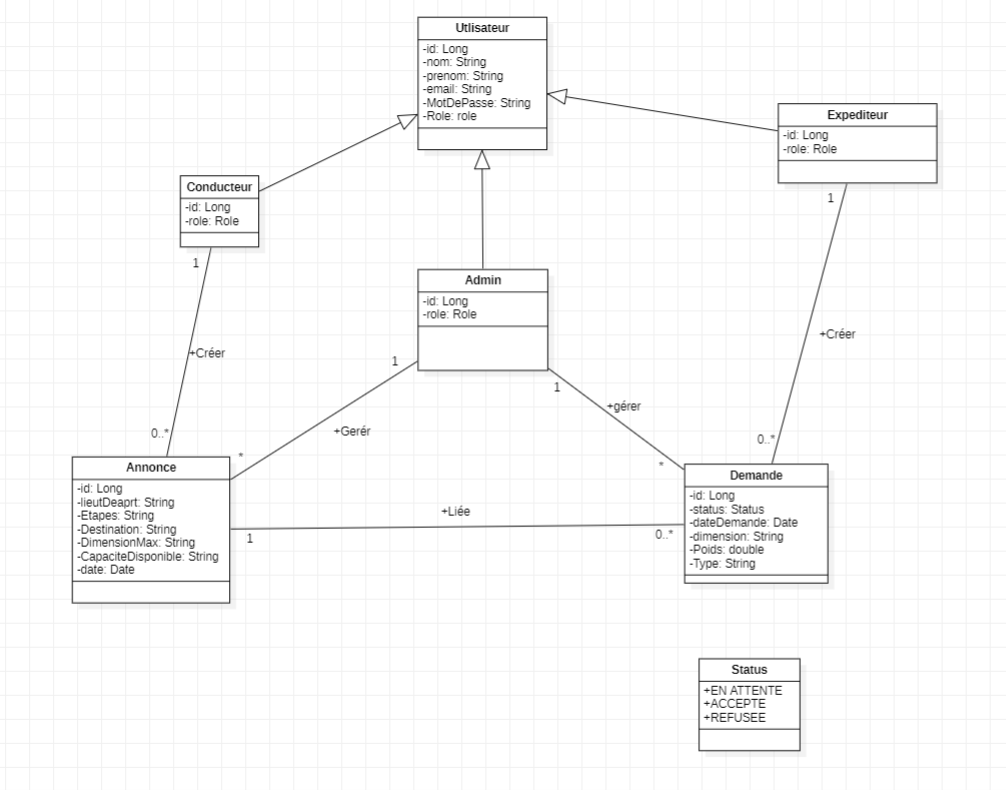 Utlisateur
-id: Long
-nom: String
-prenom: String
-email: String
-MotDePasse: String
-Role: role
Expediteur
-id: Long
-role: Role
1
Conducteur
-id: Long
-role: Role
1
Admin
-id: Long
-role: Role
1
1
+Créer
+Créer
+gérer
+Gerér
0..*
*
*
0..*
Annonce
-id: Long
-lieutDeaprt: String
-Etapes: String
-Destination: String
-DimensionMax: String
-CapaciteDisponible: String
-date: Date
+Liée
1
0..*
Demande
-id: Long
-status: Status
-dateDemande: Date
-dimension: String
-Poids: double
-Type: String
Status
+EN ATTENTE
+ACCEPTE
+REFUSEE